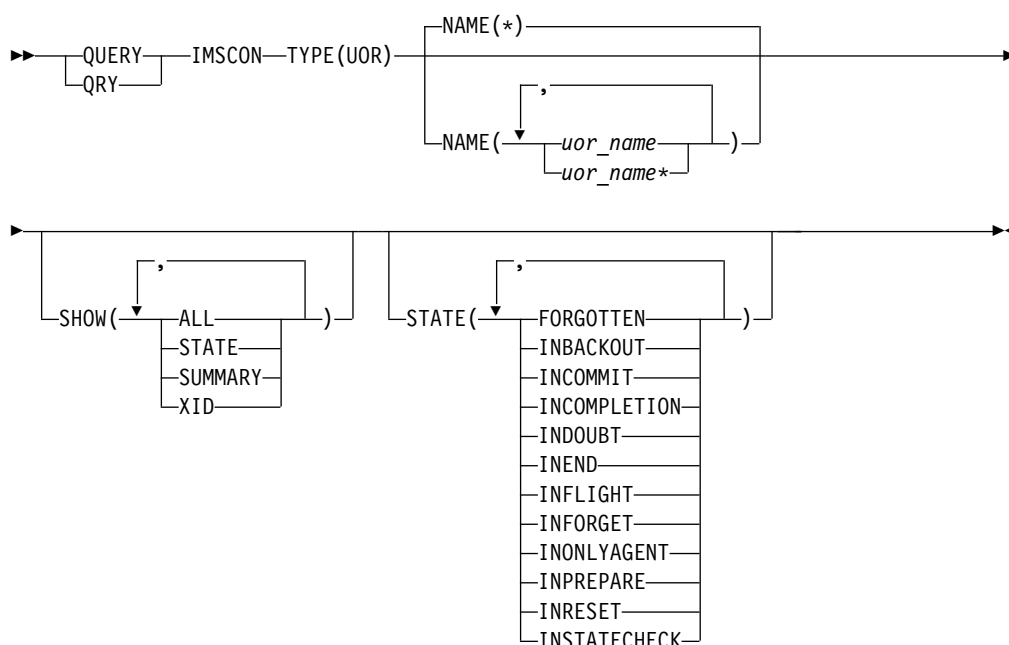 NAME(*)
QUERY IMSCON TYPE(UOR)
QRY
,
NAME( uor_name )
uor_name*
, ,
SHOW( ALL ) STATE( FORGOTTEN )
STATE INBACKOUT
SUMMARY INCOMMIT
XID INCOMPLETION
INDOUBT
INEND
INFLIGHT
INFORGET
INONLYAGENT
INPREPARE
INRESET
INSTATECHECK